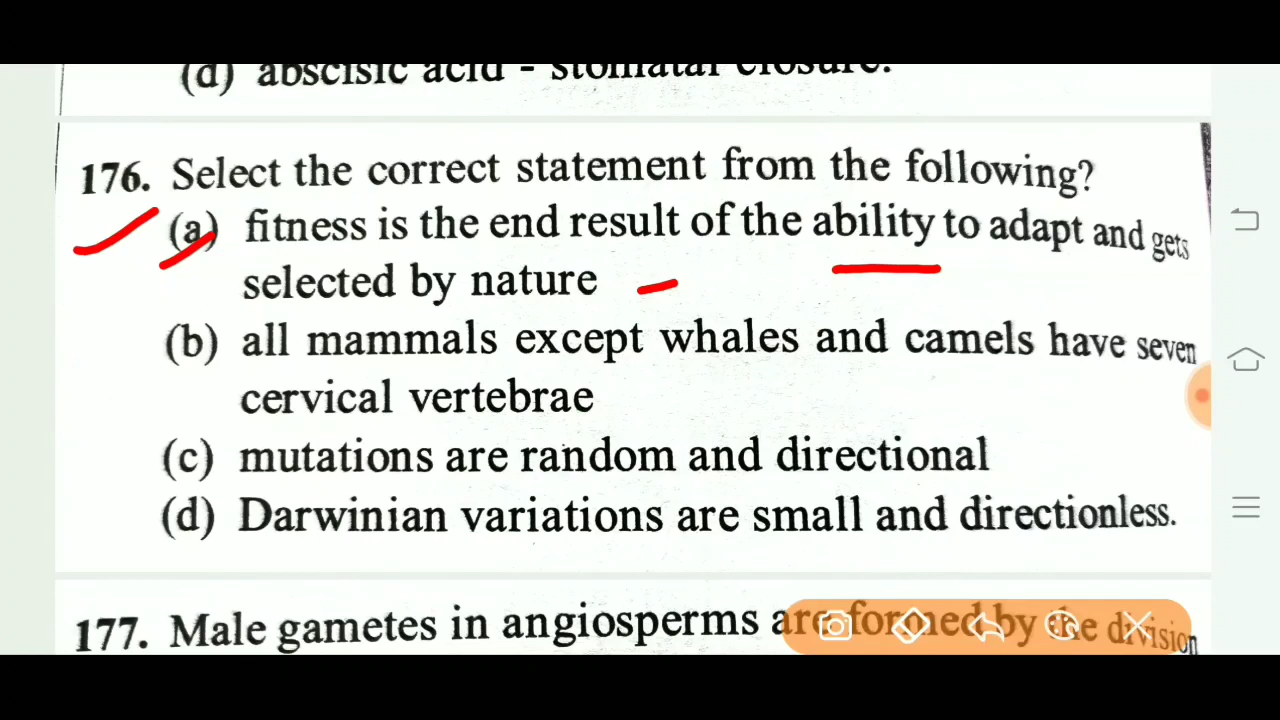 (d) abscisic acid - stomatal closure.
176. Select the correct statement from the following?
(a) fitness is the end result of the ability to adapt and gets
selected by nature
(b) all mammals except whales and camels have seven
cervical vertebrae
(c) mutations are random and directional
(d) Darwinian variations are small and directionless.
177. Male gametes in angiosperms are formed by the division